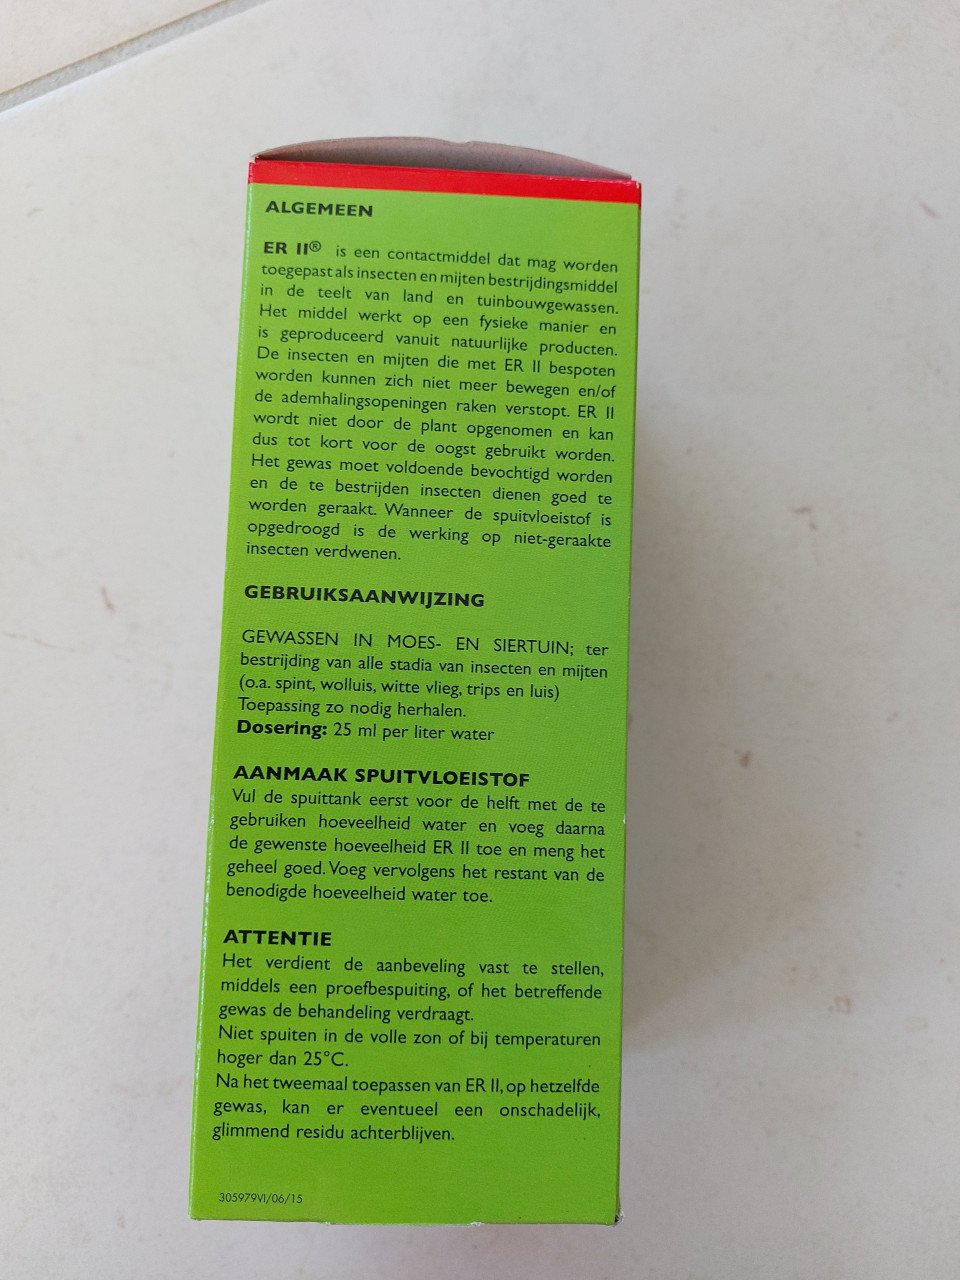 ALGEMEEN
ER II® is een contactmiddel dat mag worden
toegepast als insecten en mijten bestrijdingsmiddel
in de teelt van land en tuinbouwgewassen.
Het middel werkt op een fysieke manier en
is geproduceerd vanuit natuurlijke producten.
De insecten en mijten die met ER II bespoten
worden kunnen zich niet meer bewegen en/of
de ademhalingsopeningen raken verstopt. ER II
wordt niet door de plant opgenomen en kan
dus tot kort voor de oogst gebruikt worden.
Het gewas moet voldoende bevochtigd worden
en de te bestrijden insecten dienen goed te
worden geraakt. Wanneer de spuitvloeistof is
opgedroogd is de werking op niet-geraakte
insecten verdwenen.
GEBRUIKSAANWIJZING
GEWASSEN IN MOES- EN SIERTUIN; ter
bestrijding van alle stadia van insecten en mijten
(o.a. spint, wolluis, witte vlieg, trips en luis)
Toepassing zo nodig herhalen.
Dosering: 25 ml per liter water
AANMAAK SPUITVLOEISTOF
Vul de spuittank eerst voor de helft met de te
gebruiken hoeveelheid water en voeg daarna
de gewenste hoeveelheid ER II toe en meng het
geheel goed. Voeg vervolgens het restant van de
benodigde hoeveelheid water toe.
ATTENTIE
Het verdient de aanbeveling vast te stellen,
middels een proefbespuiting, of het betreffende
gewas de behandeling verdraagt.
Niet spuiten in de volle zon of bij temperaturen
hoger dan 25°C.
Na het tweemaal toepassen van ER II, op hetzelfde
gewas, kan er eventueel een onschadelijk,
glimmend residu achterblijven.
305979VI/06/15